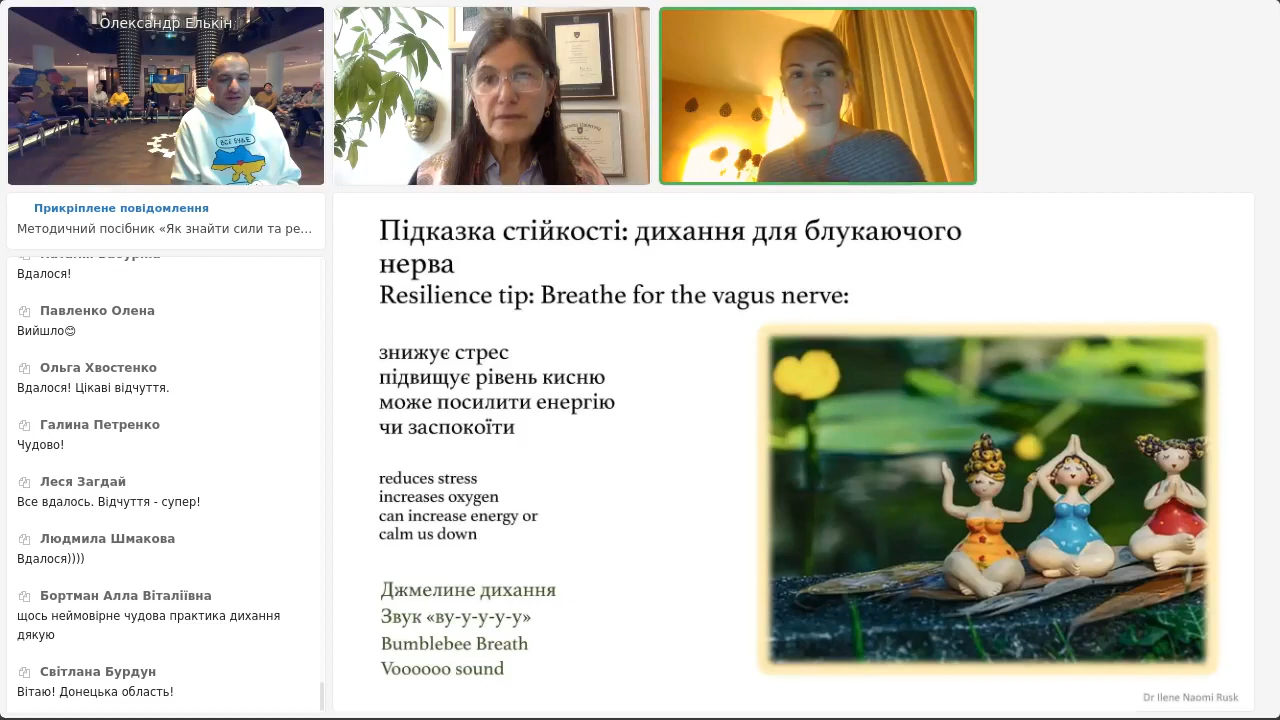 Олександр Елькін
ВСЕ БУДЕ
Прикріплене повідомлення
Методичний посібник «Як знайти сили та ре...
Вдалося!
Павленко Олена
Вийшло😊
Ольга Хвостенко
Вдалося! Цікаві відчуття.
Галина Петренко
Чудово!
Леся Загдай
Все вдалось. Відчуття - супер!
Людмила Шмакова
Вдалося))))
Бортман Алла Віталіївна
щось неймовірне чудова практика дихання
дякую
Світлана Бурдун
Вітаю! Донецька область!
Підказка стійкості: дихання для блукаючого
нерва
Resilience tip: Breathe for the vagus nerve:
знижує стрес
підвищує рівень кисню
може посилити енергію
чи заспокоїти
reduces stress
increases oxygen
can increase energy or
calm us down
Джмелине дихання
Звук «ву-у-у-у-у»
Bumblebee Breath
Voooooo sound
Dr Ilene Naomi Rusk